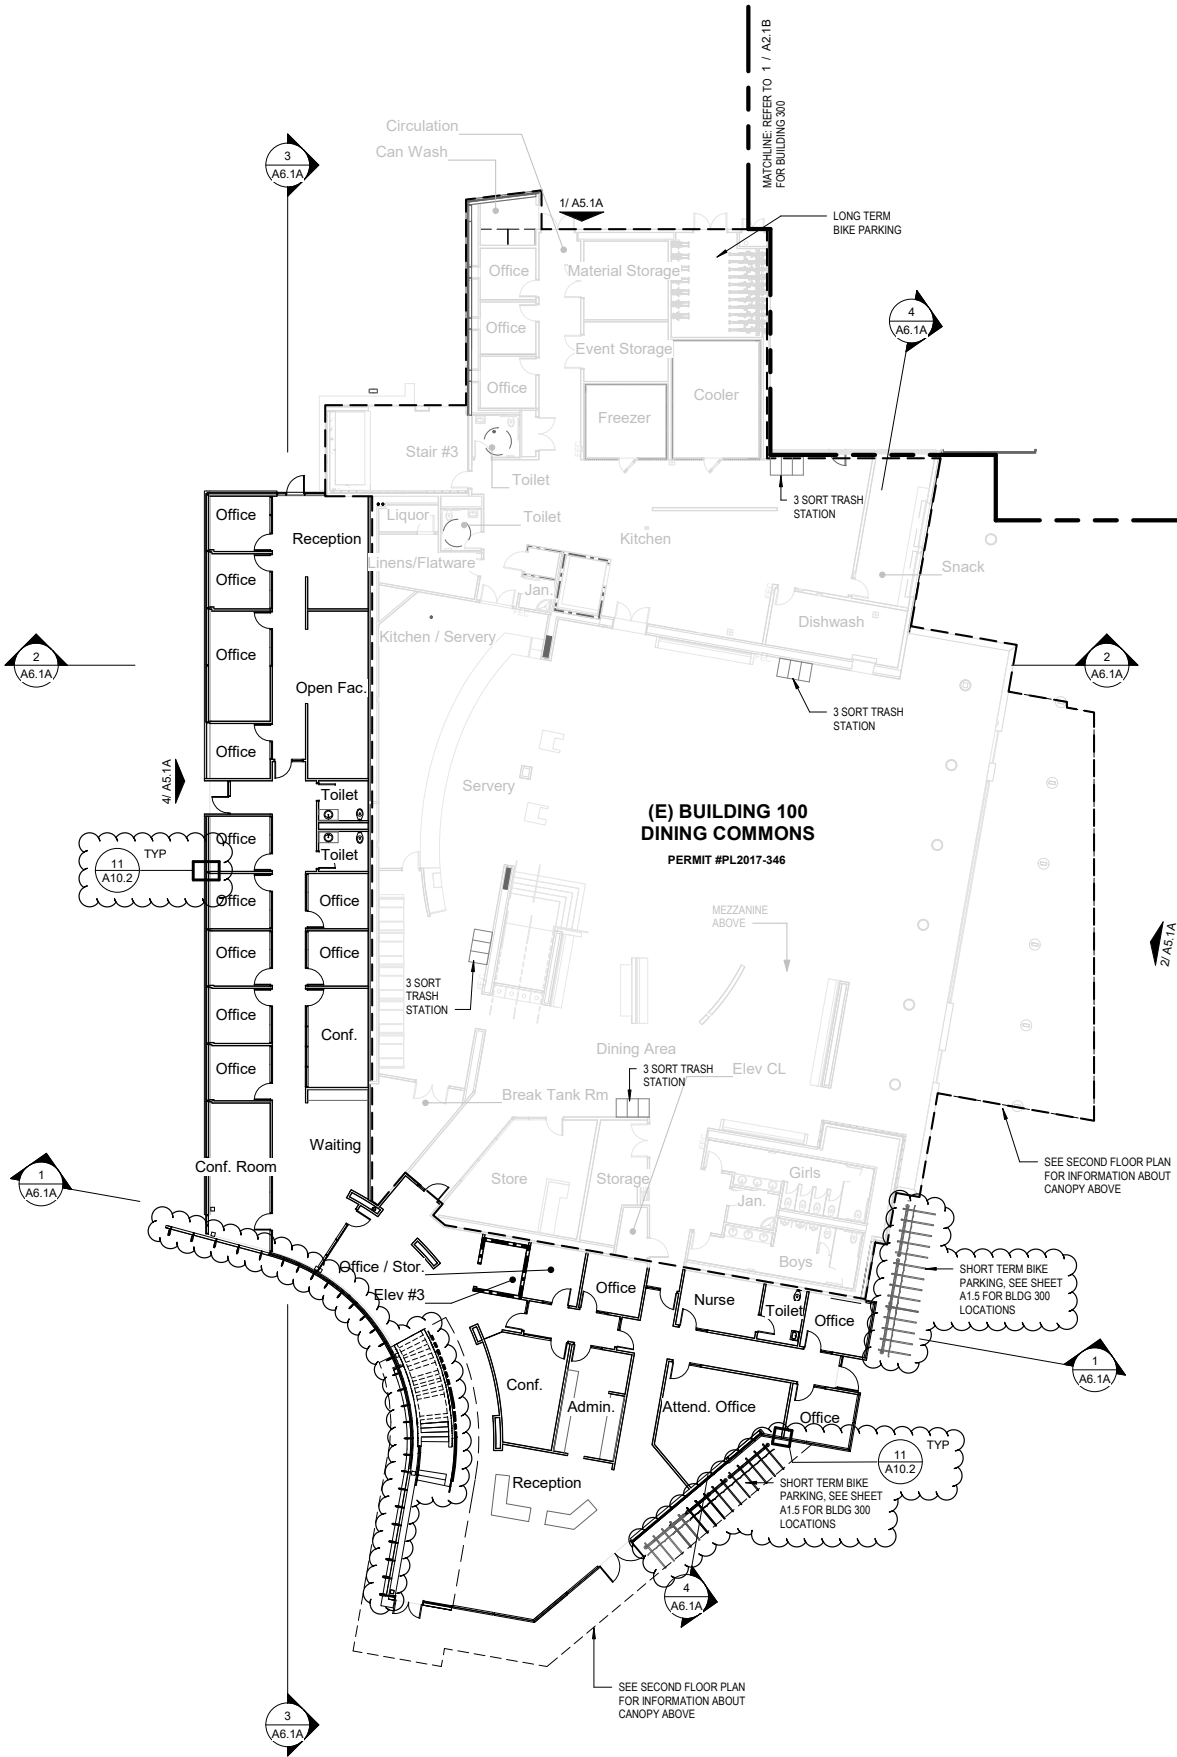 MATCHLINE: REFER TO 1 / A2.1B
FOR BUILDING 300
Circulation
Can Wash
3
A6.1A
1/ A5.1A
LONG TERM
BIKE PARKING
Office
Material Storage
4
A6.1A
Office
Event Storage
Office
Freezer
Cooler
Stair #3
Toilet
3 SORT TRASH
STATION
Office
Reception
Liquor
Toilet
Kitchen
Linens/Flatware
Snack
Office
Jan.
Dishwash
Kitchen / Servery
2
A6.1A
Office
2
A6.1A
Open Fac.
3 SORT TRASH
STATION
Office
4/ A5.1A
Toilet
Servery
(E) BUILDING 100
DINING COMMONS
PERMIT #PL2017-346
Office
Toilet
TYP
11
A10.2
Office
Office
MEZZANINE
ABOVE
Office
Office
2/ A5.1A
3 SORT
TRASH
STATION
Office
Conf.
Dining Area
Office
3 SORT TRASH
STATION
Elev CL
Break Tank Rm
Waiting
Conf. Room
1
A6.1A
Store
Storage
Girls
Jan.
SEE SECOND FLOOR PLAN
FOR INFORMATION ABOUT
CANOPY ABOVE
Boys
Office / Stor.
Elev #3
Office
Nurse
Toilet
Office
SHORT TERM BIKE
PARKING, SEE SHEET
A1.5 FOR BLDG 300
LOCATIONS
1
A6.1A
Conf.
Admin.
Attend. Office
Office
TYP
11
A10.2
Reception
SHORT TERM BIKE
PARKING, SEE SHEET
A1.5 FOR BLDG 300
LOCATIONS
4
A6.1A
SEE SECOND FLOOR PLAN
FOR INFORMATION ABOUT
CANOPY ABOVE
3
A6.1A